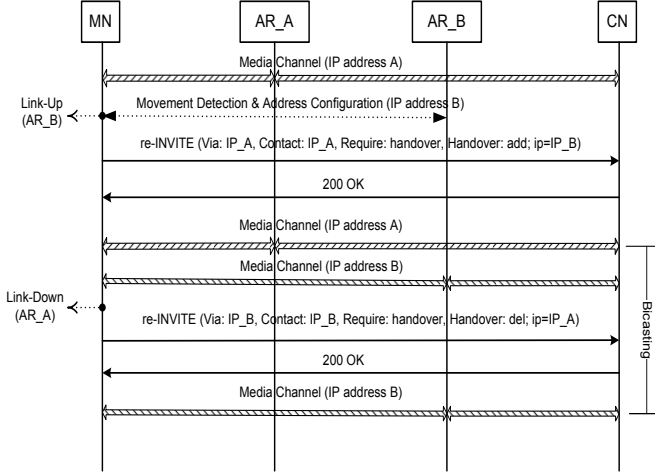 MN
AR_A
AR_B
CN
Media Channel (IP address A)
Link-Up
(AR_B)
Movement Detection & Address Configuration (IP address B)
re-INVITE (Via: IP_A, Contact: IP_A, Require: handover, Handover: add; ip=IP_B)
200 OK
Media Channel (IP address A)
Media Channel (IP address B)
Link-Down
(AR_A)
re-INVITE (Via: IP_B, Contact: IP_B, Require: handover, Handover: del; ip=IP_A)
Bicasting
200 OK
Media Channel (IP address B)